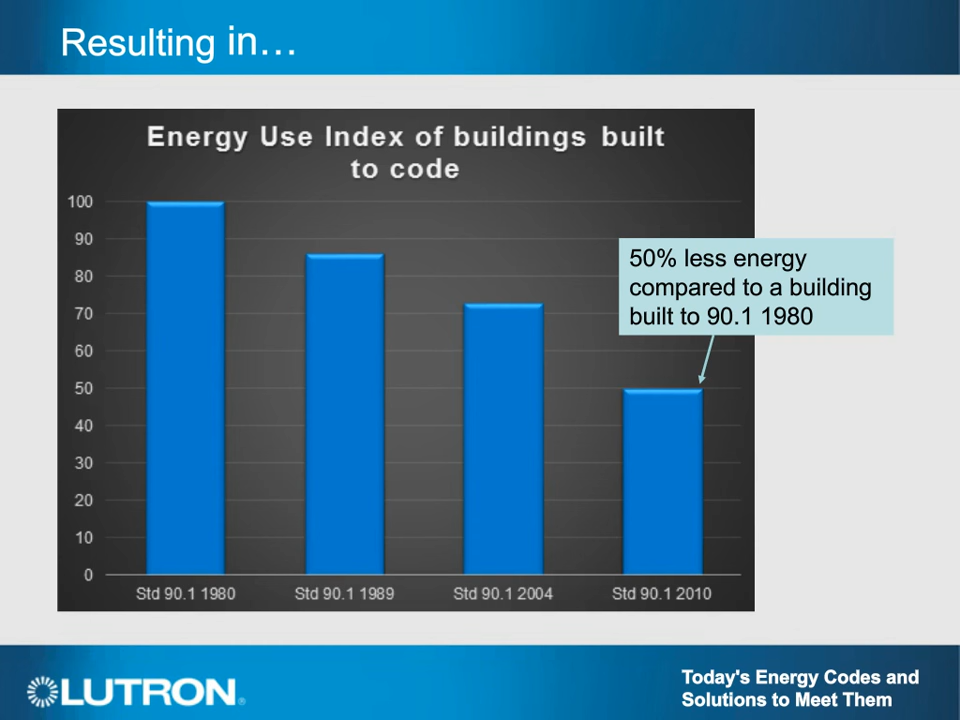 Resulting in…
Energy Use Index of buildings built
to code
100
90
80
70
60
50
40
30
20
10
0
Std 90.1 1980
Std 90.1 1989
Std 90.1 2004
Std 90.1 2010
50% less energy
compared to a building
built to 90.1 1980
LUTRON®
Today's Energy Codes and
Solutions to Meet Them